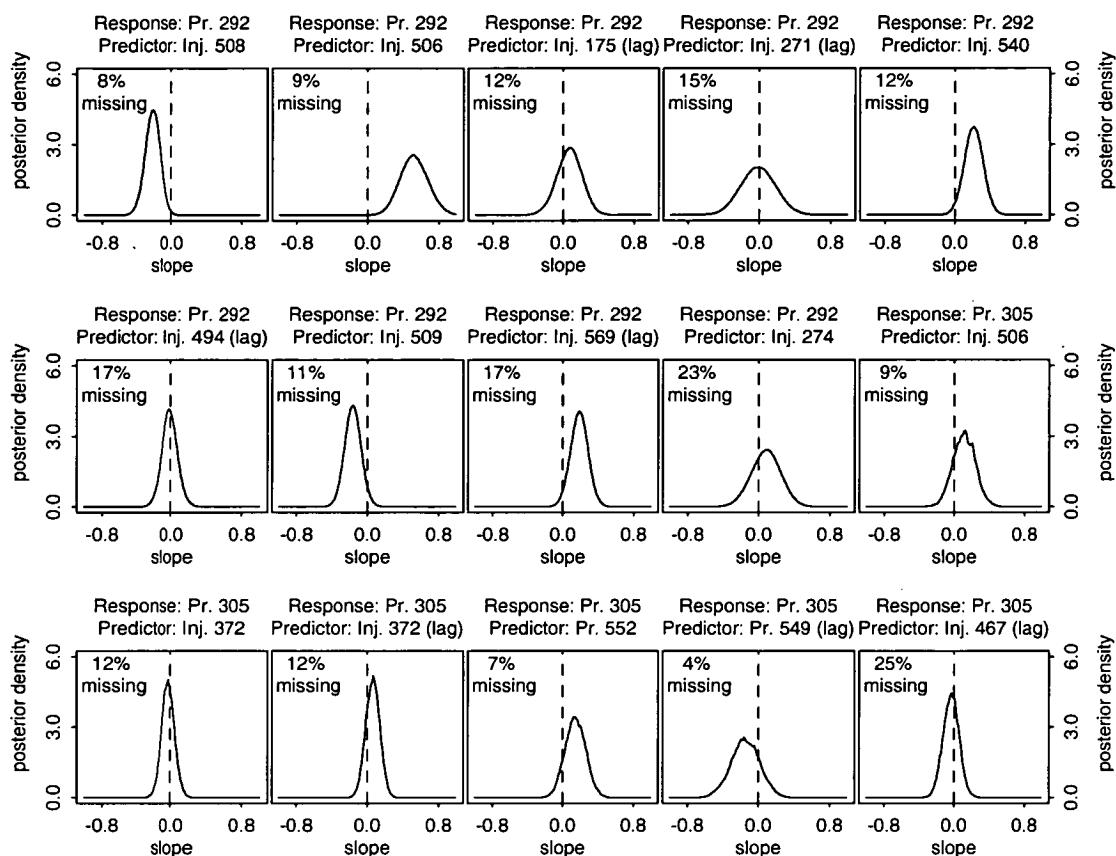 Response: Pr. 292
Predictor: Inj. 508
Response: Pr. 292
Predictor: Inj. 506
Response: Pr. 292
Predictor: Inj. 175 (lag)
Response: Pr. 292
Predictor: Inj. 271 (lag)
Response: Pr. 292
Predictor: Inj. 540
posterior density
0.0 3.0 6.0
8%
missing
9%
missing
12%
missing
15%
missing
12%
missing
0.0 3.0 6.0
posterior density
-0.8 0.0 0.8
slope
-0.8 0.0 0.8
slope
-0.8 0.0 0.8
slope
-0.8 0.0 0.8
slope
-0.8 0.0 0.8
slope
Response: Pr. 292
Predictor: Inj. 494 (lag)
Response: Pr. 292
Predictor: Inj. 509
Response: Pr. 292
Predictor: Inj. 569 (lag)
Response: Pr. 292
Predictor: Inj. 274
Response: Pr. 305
Predictor: Inj. 506
posterior density
0.0 3.0 6.0
17%
missing
11%
missing
17%
missing
23%
missing
9%
missing
0.0 3.0 6.0
posterior density
-0.8 0.0 0.8
slope
-0.8 0.0 0.8
slope
-0.8 0.0 0.8
slope
-0.8 0.0 0.8
slope
-0.8 0.0 0.8
slope
Response: Pr. 305
Predictor: Inj. 372
Response: Pr. 305
Predictor: Inj. 372 (lag)
Response: Pr. 305
Predictor: Pr. 552
Response: Pr. 305
Predictor: Pr. 549 (lag)
Response: Pr. 305
Predictor: Inj. 467 (lag)
posterior density
0.0 3.0 6.0
12%
missing
12%
missing
7%
missing
4%
missing
25%
missing
0.0 3.0 6.0
posterior density
-0.8 0.0 0.8
slope
-0.8 0.0 0.8
slope
-0.8 0.0 0.8
slope
-0.8 0.0 0.8
slope
-0.8 0.0 0.8
slope